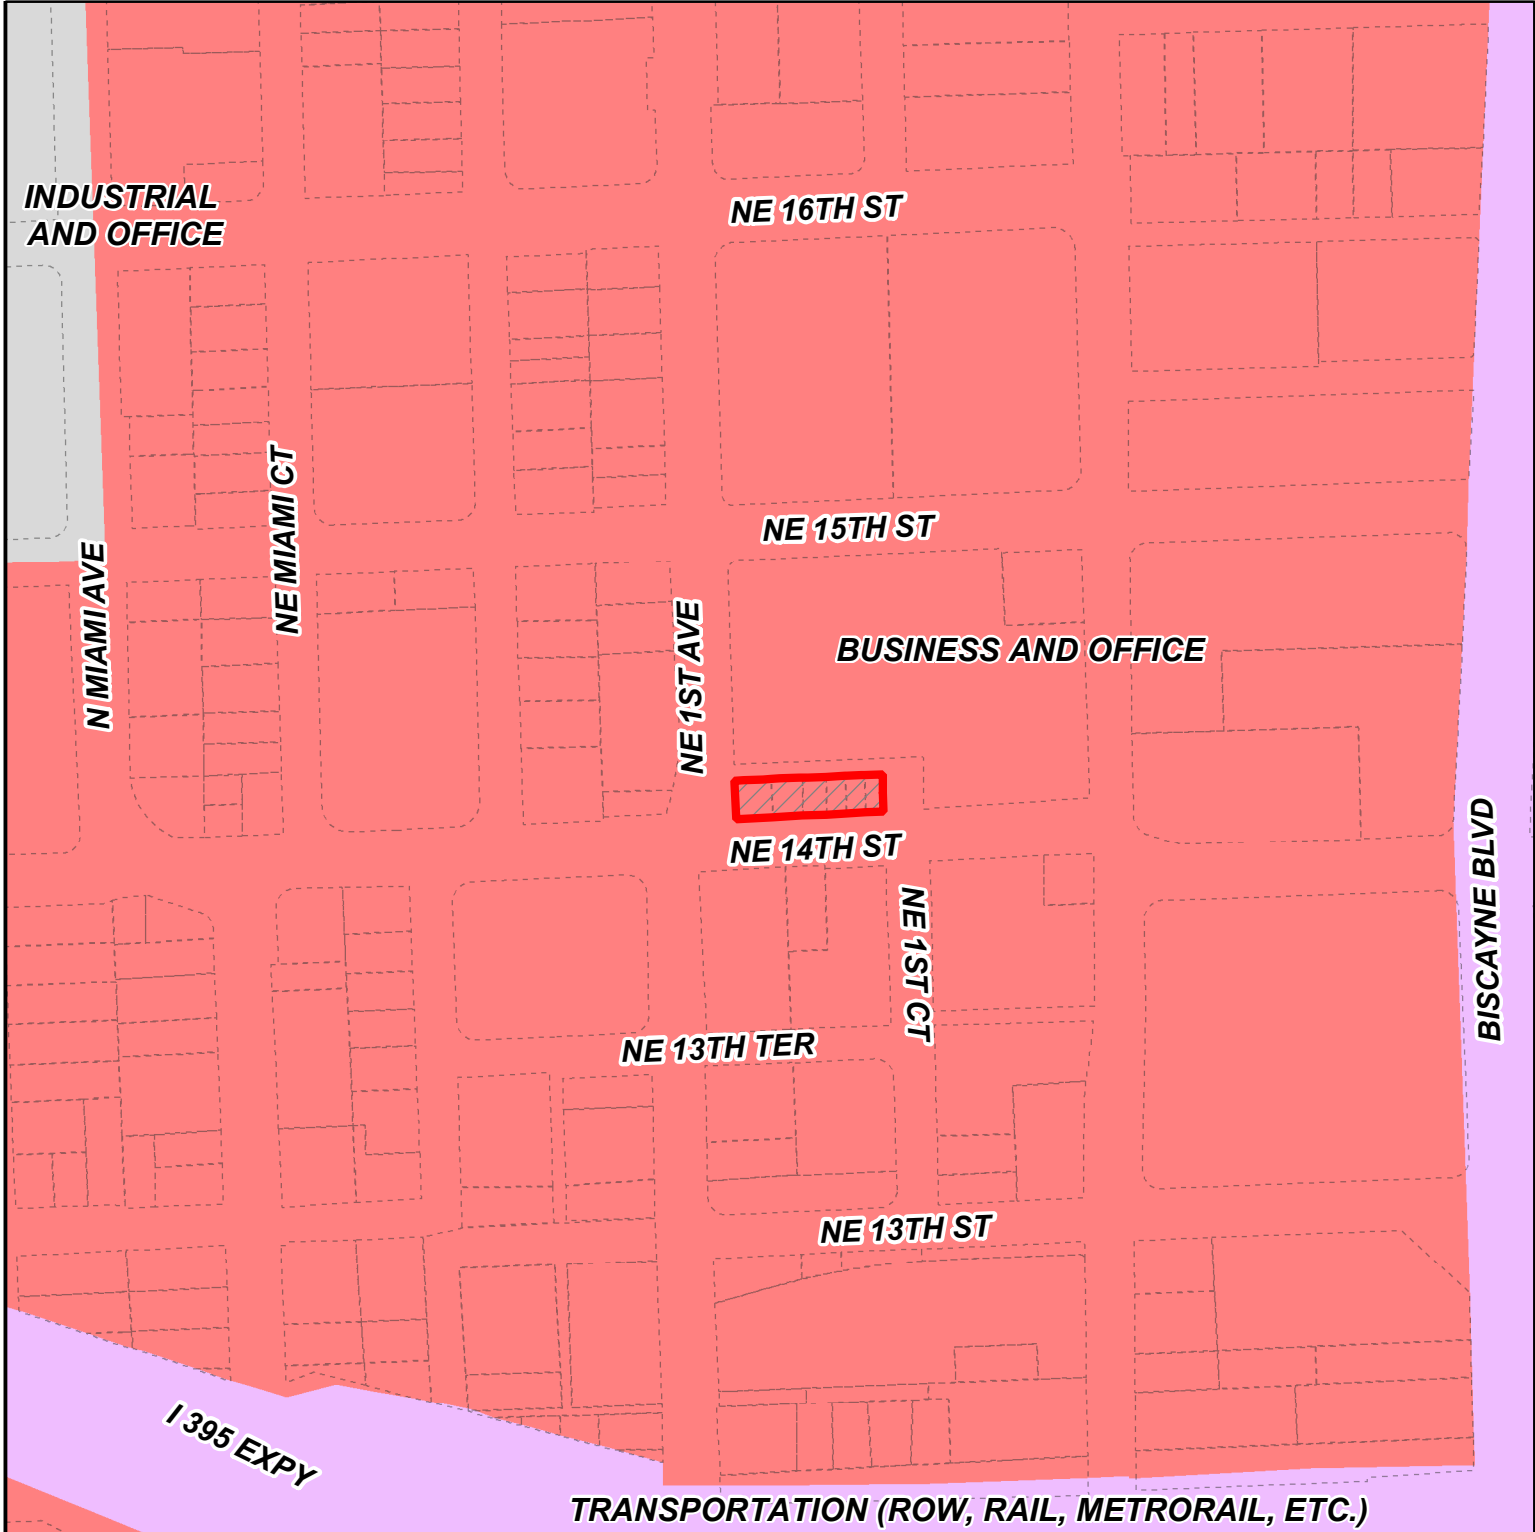 INDUSTRIAL
AND OFFICE
NE 16TH ST
NE MIAMI CT
NE 15TH ST
N MIAMI AVE
NE 1ST AVE
BUSINESS AND OFFICE
NE 14TH ST
BISCAYNE BLVD
NE 1ST CT
NE 13TH TER
NE 13TH ST
I 395 EXPY
TRANSPORTATION (ROW, RAIL, METRORAIL, ETC.)